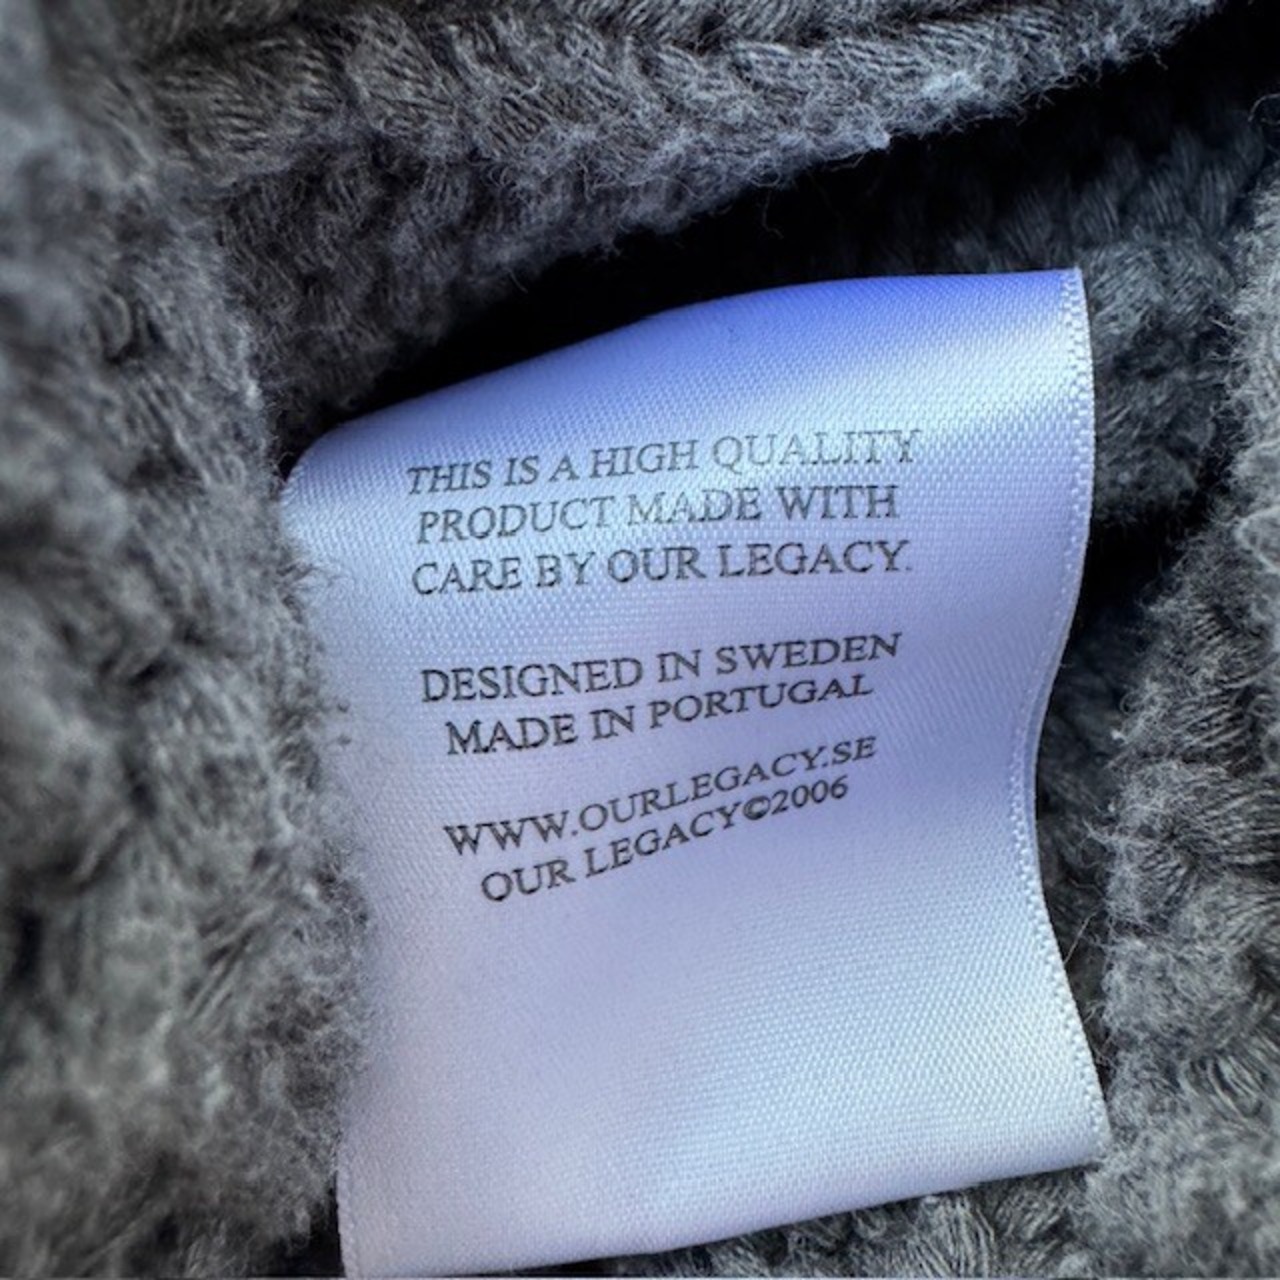 THIS IS A HIGH QUALITY
PRODUCT MADE WITH
CARE BY OUR LEGACY.
DESIGNED IN SWEDEN
MADE IN PORTUGAL
WWW.OURLEGACY.SE
OUR LEGACY©2006